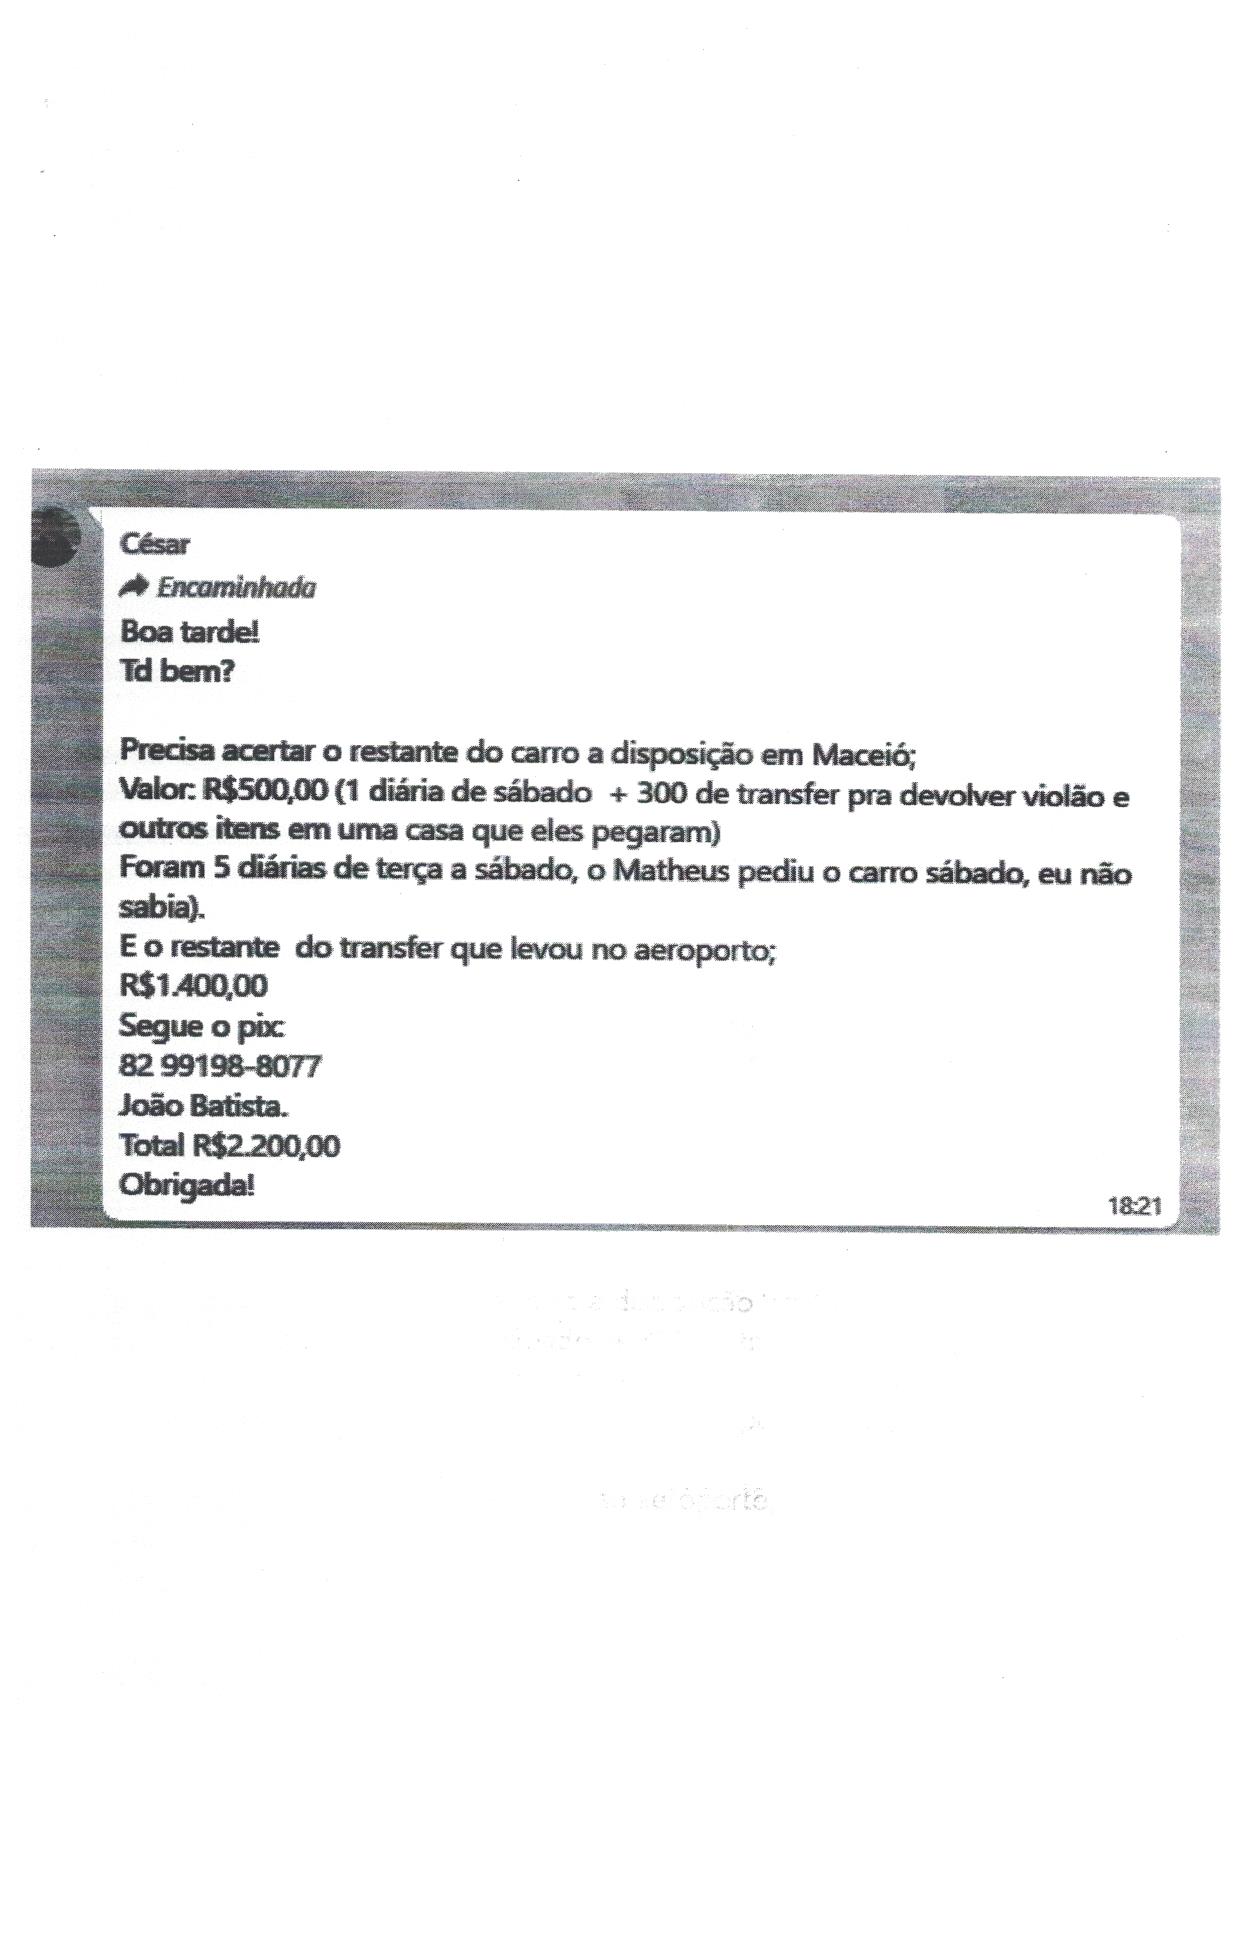 César
Encaminhada
Boa tarde!
Td bem?
Precisa acertar o restante do carro a disposição em Maceió;
Valor: R$500,00 (1 diária de sábado + 300 de transfer pra devolver violão e
outros itens em uma casa que eles pegaram)
Foram 5 diárias de terça a sábado, o Matheus pediu o carro sábado, eu não
sabia).
E o restante do transfer que levou no aeroporto;
R$1.400,00
Segue o pix:
82 99198-8077
João Batista.
Total R$2.200,00
Obrigada!
18:21